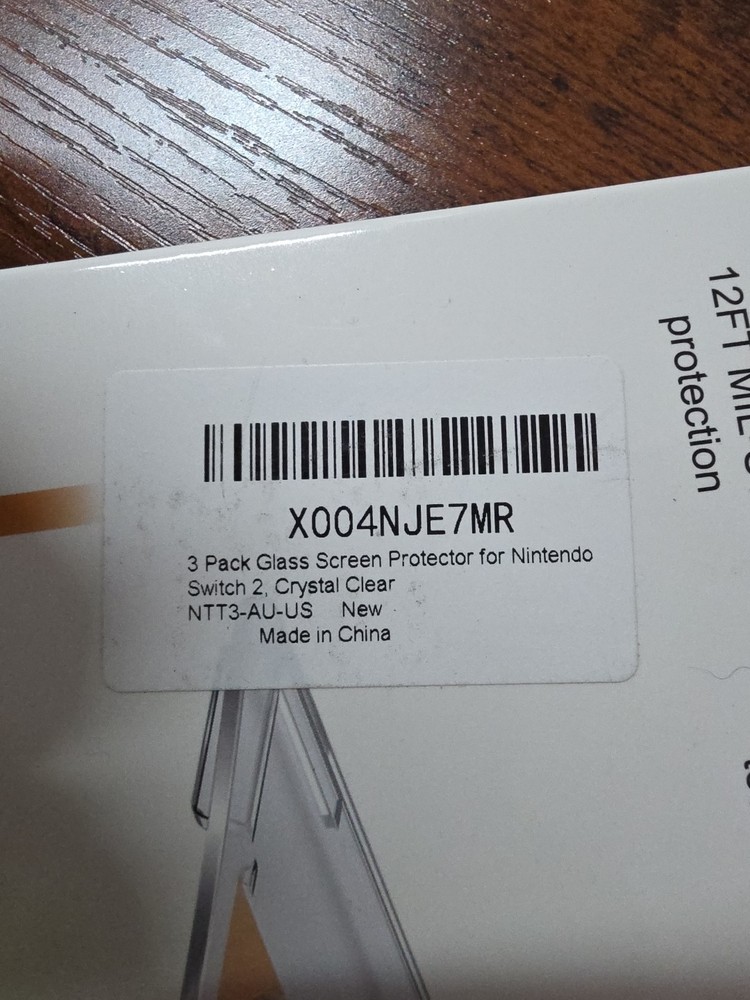 X004NJE7MR
3 Pack Glass Screen Protector for Nintendo
Switch 2, Crystal Clear
NTT3-AU-US New
Made in China
12FT
protection